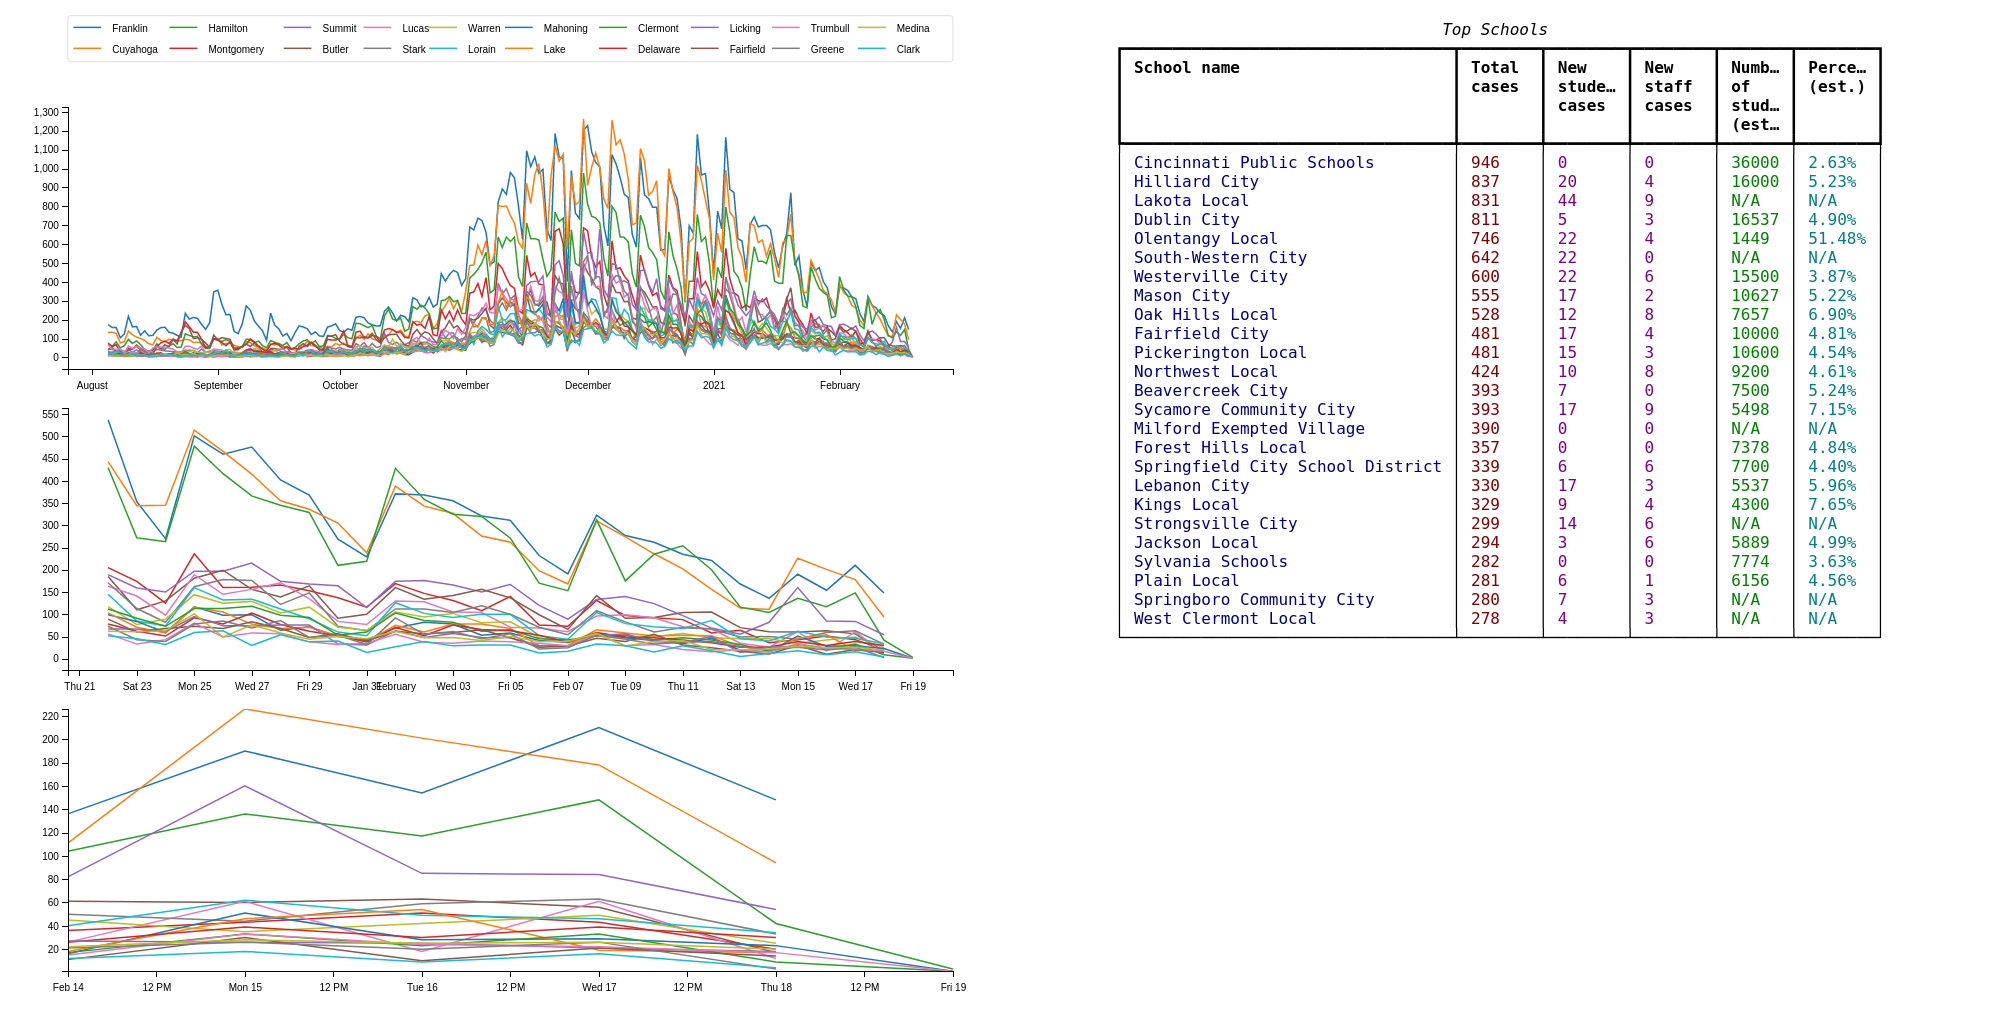 Franklin Hamilton Summit Lucas Warren Mahoning Clermont Licking Trumbull Medina
Cuyahoga Montgomery Butler Stark Lorain Lake Delaware Fairfield Greene Clark
1,300
1,200
1,100
1,000
900
800
700
600
500
400
300
200
100
0
August September October November December 2021 February
550
500
450
400
350
300
250
200
150
100
50
0
Thu 21 Sat 23 Mon 25 Wed 27 Fri 29 Jan 31 February Wed 03 Fri 05 Feb 07 Tue 09 Thu 11 Sat 13 Mon 15 Wed 17 Fri 19
220
200
180
160
140
120
100
80
60
40
20
Feb 14 12 PM Mon 15 12 PM Tue 16 12 PM Wed 17 12 PM Thu 18 12 PM Fri 19
Top Schools
School name Total New New Numb… Perce…
cases stude… staff of (est.)
cases cases stud…
(est…
Cincinnati Public Schools 946 0 0 36000 2.63%
Hilliard City 837 20 4 16000 5.23%
Lakota Local 831 44 9 N/A N/A
Dublin City 811 5 3 16537 4.90%
Olentangy Local 746 22 4 1449 51.48%
South-Western City 642 22 0 N/A N/A
Westerville City 600 22 6 15500 3.87%
Mason City 555 17 2 10627 5.22%
Oak Hills Local 528 12 8 7657 6.90%
Fairfield City 481 17 4 10000 4.81%
Pickerington Local 481 15 3 10600 4.54%
Northwest Local 424 10 8 9200 4.61%
Beavercreek City 393 7 0 7500 5.24%
Sycamore Community City 393 17 9 5498 7.15%
Milford Exempted Village 390 0 0 N/A N/A
Forest Hills Local 357 0 0 7378 4.84%
Springfield City School District 339 6 6 7700 4.40%
Lebanon City 330 17 3 5537 5.96%
Kings Local 329 9 4 4300 7.65%
Strongsville City 299 14 6 N/A N/A
Jackson Local 294 3 6 5889 4.99%
Sylvania Schools 282 0 0 7774 3.63%
Plain Local 281 6 1 6156 4.56%
Springboro Community City 280 7 3 N/A N/A
West Clermont Local 278 4 3 N/A N/A